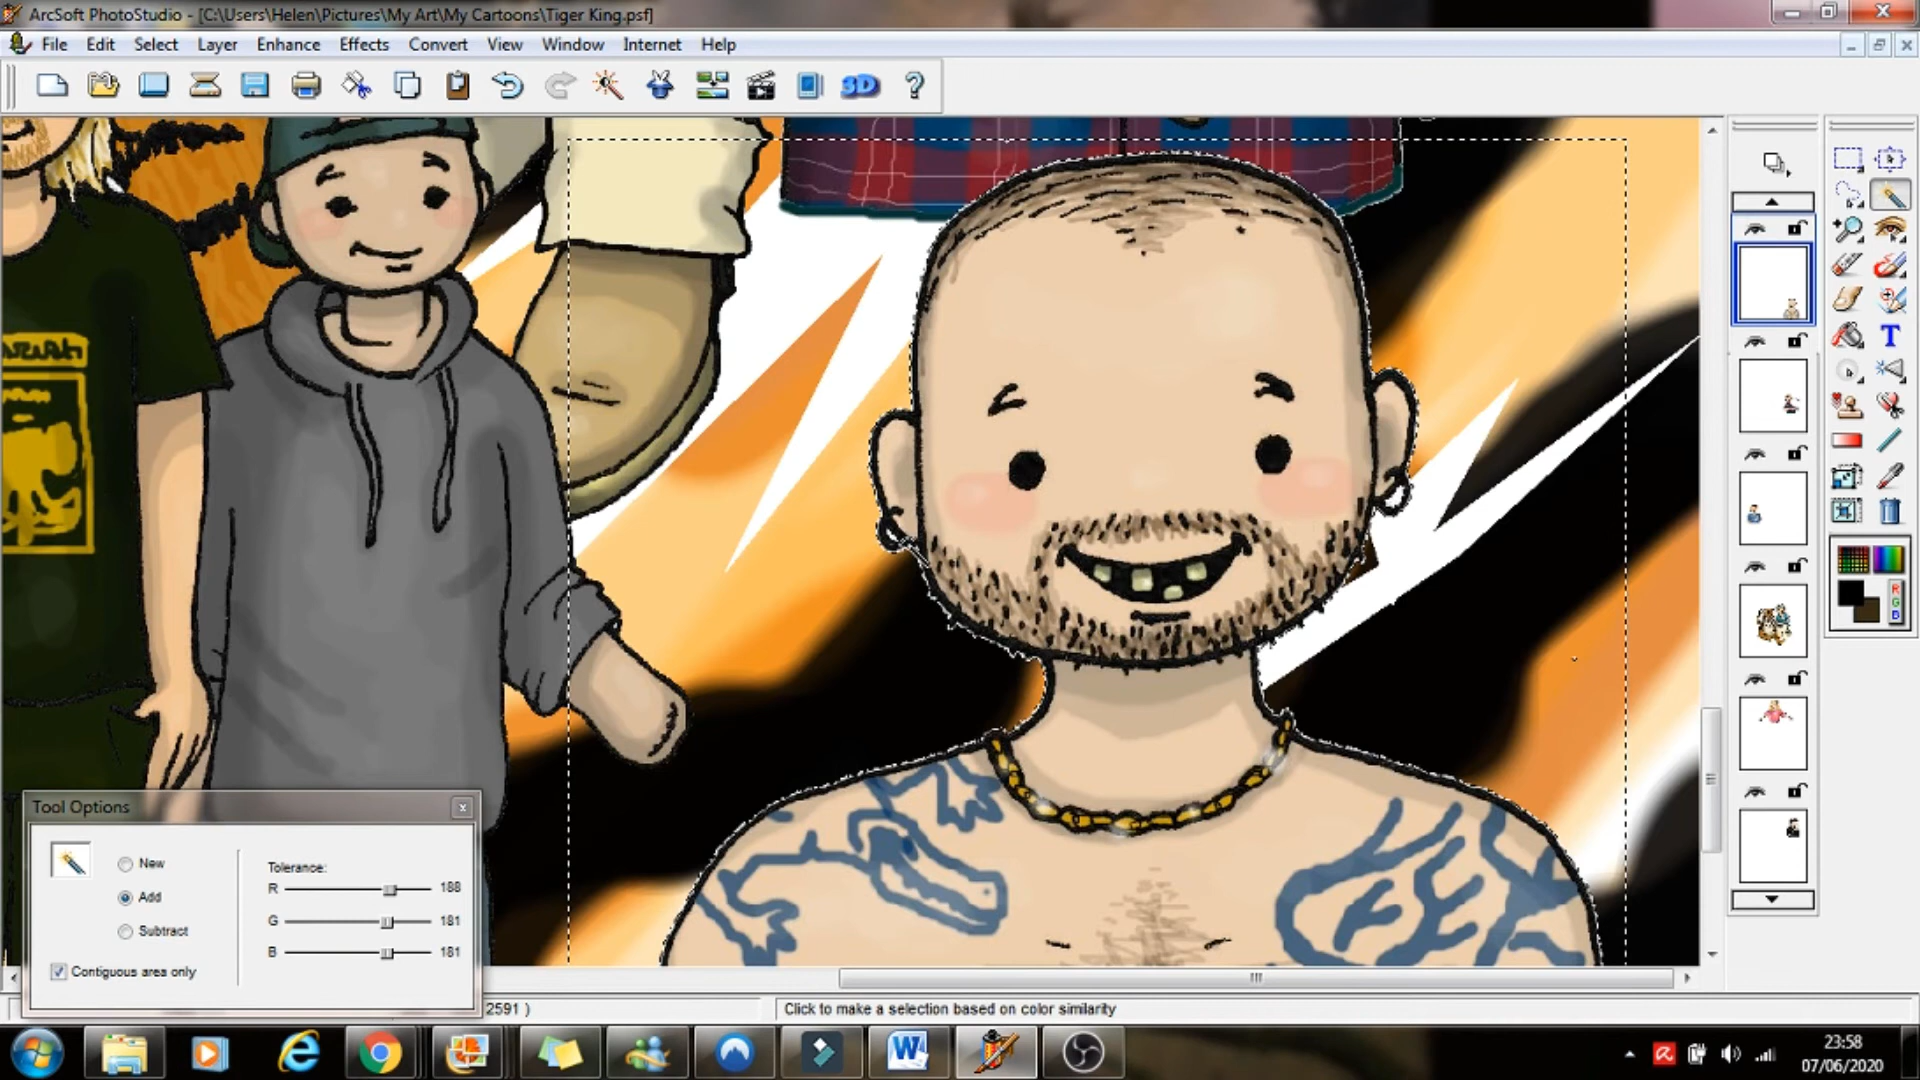 ArcSoft PhotoStudio - [C:\Users\Helen\Pictures\My Art\My Cartoons\Tiger King.psf]
File Edit Select Layer Enhance Effects Convert View Window Internet Help
3D ?
T
R
G
B
Tool Options
New
Add
Subtract
Contiguous area only
Tolerance:
R 188
G 181
B 181
2591 )
Click to make a selection based on color similarity
W
23:58
07/06/2020